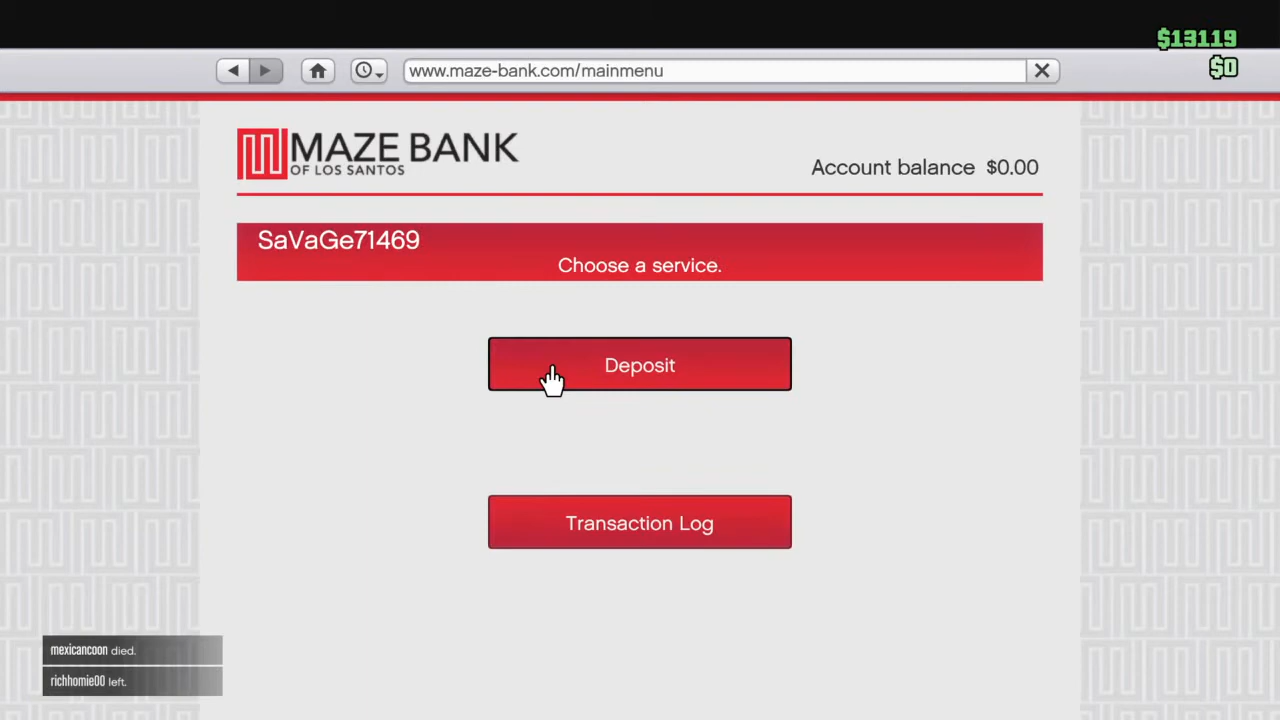 $13119
$0
www.maze-bank.com/mainmenu
MAZE BANK
OF LOS SANTOS
Account balance $0.00
SaVaGe71469
Choose a service.
Deposit
Transaction Log
mexicancoon died.
richhomie00 left.